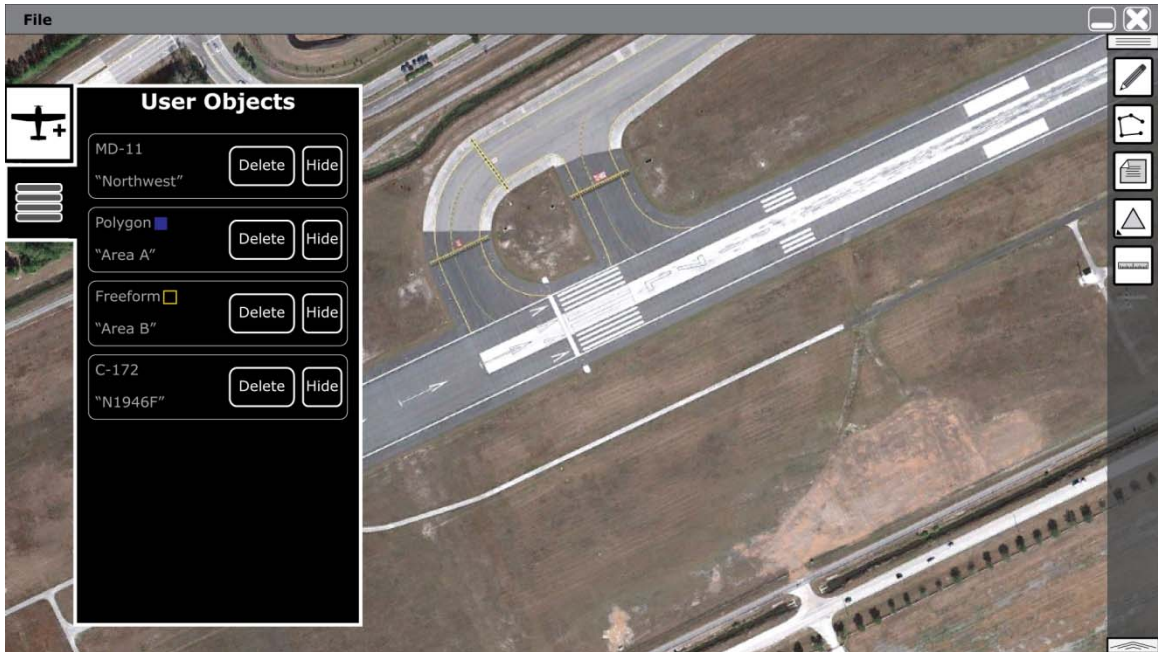 File
User Objects
MD-11
"Northwest"
Delete
Hide
Polygon
"Area A"
Delete
Hide
Freeform
"Area B"
Delete
Hide
C-172
"N1946F"
Delete
Hide